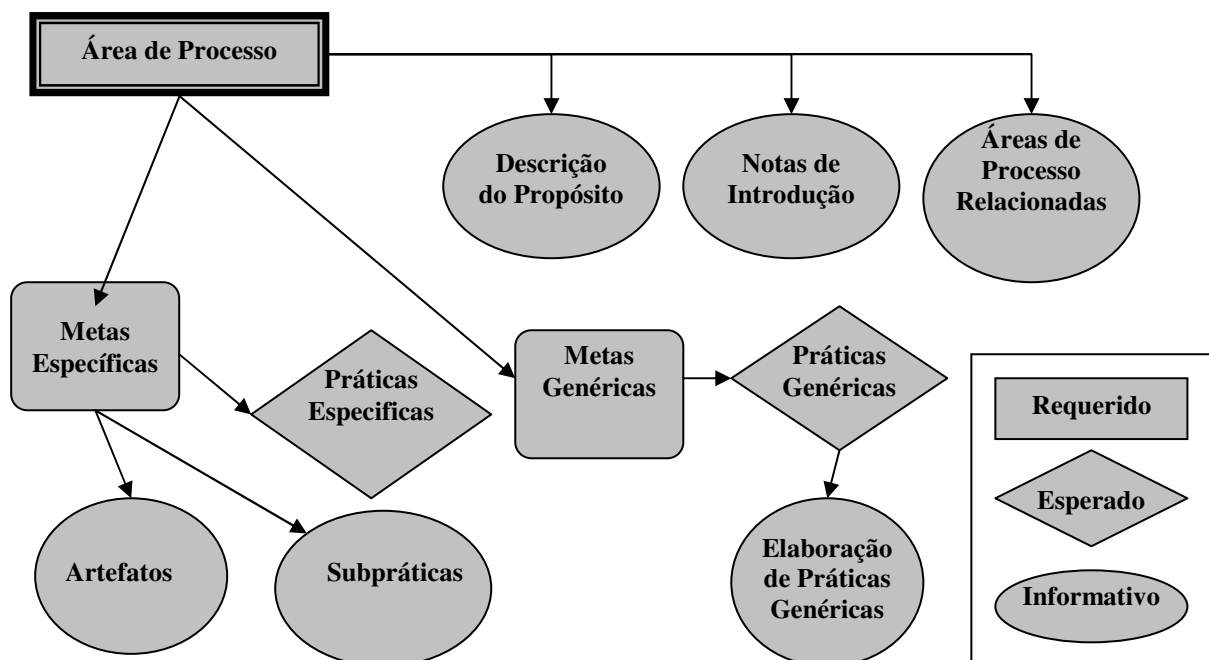 Área de Processo
Descrição
do Propósito
Notas de
Introdução
Áreas de
Processo
Relacionadas
Metas
Específicas
Práticas
Especificas
Metas
Genéricas
Práticas
Genéricas
Artefatos
Subpráticas
Elaboração
de Práticas
Genéricas
Requerido
Esperado
Informativo